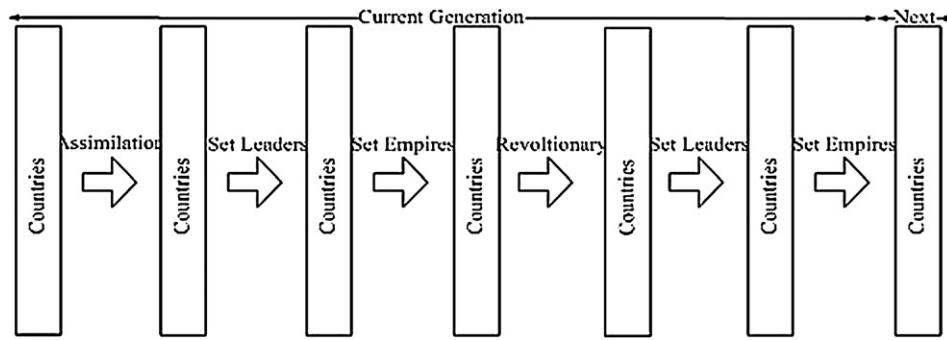 Current Generation
Next
Assimilation
Set Leaders
Set Empires
Revoltionary
Set Leaders
Set Empires
Countries
Countries
Countries
Countries
Countries
Countries
Countries